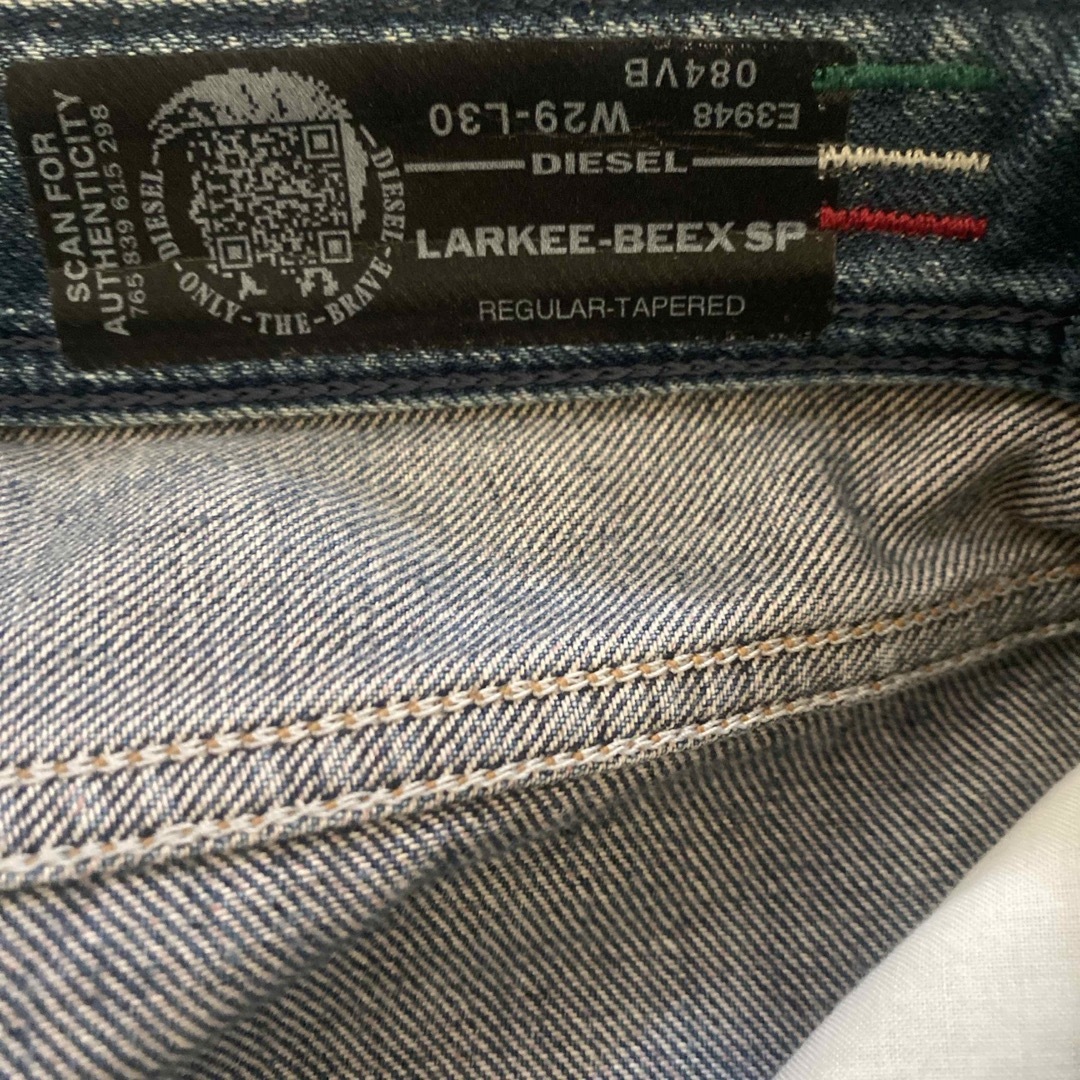 SCAN FOR
AUTHENTICITY
765 839 615 298
DIESEL-ONLY-THE-BRAVE-DIESEL
084VB
E3948 W29-L30
DIESEL
LARKEE-BEEX SP
REGULAR-TAPERED